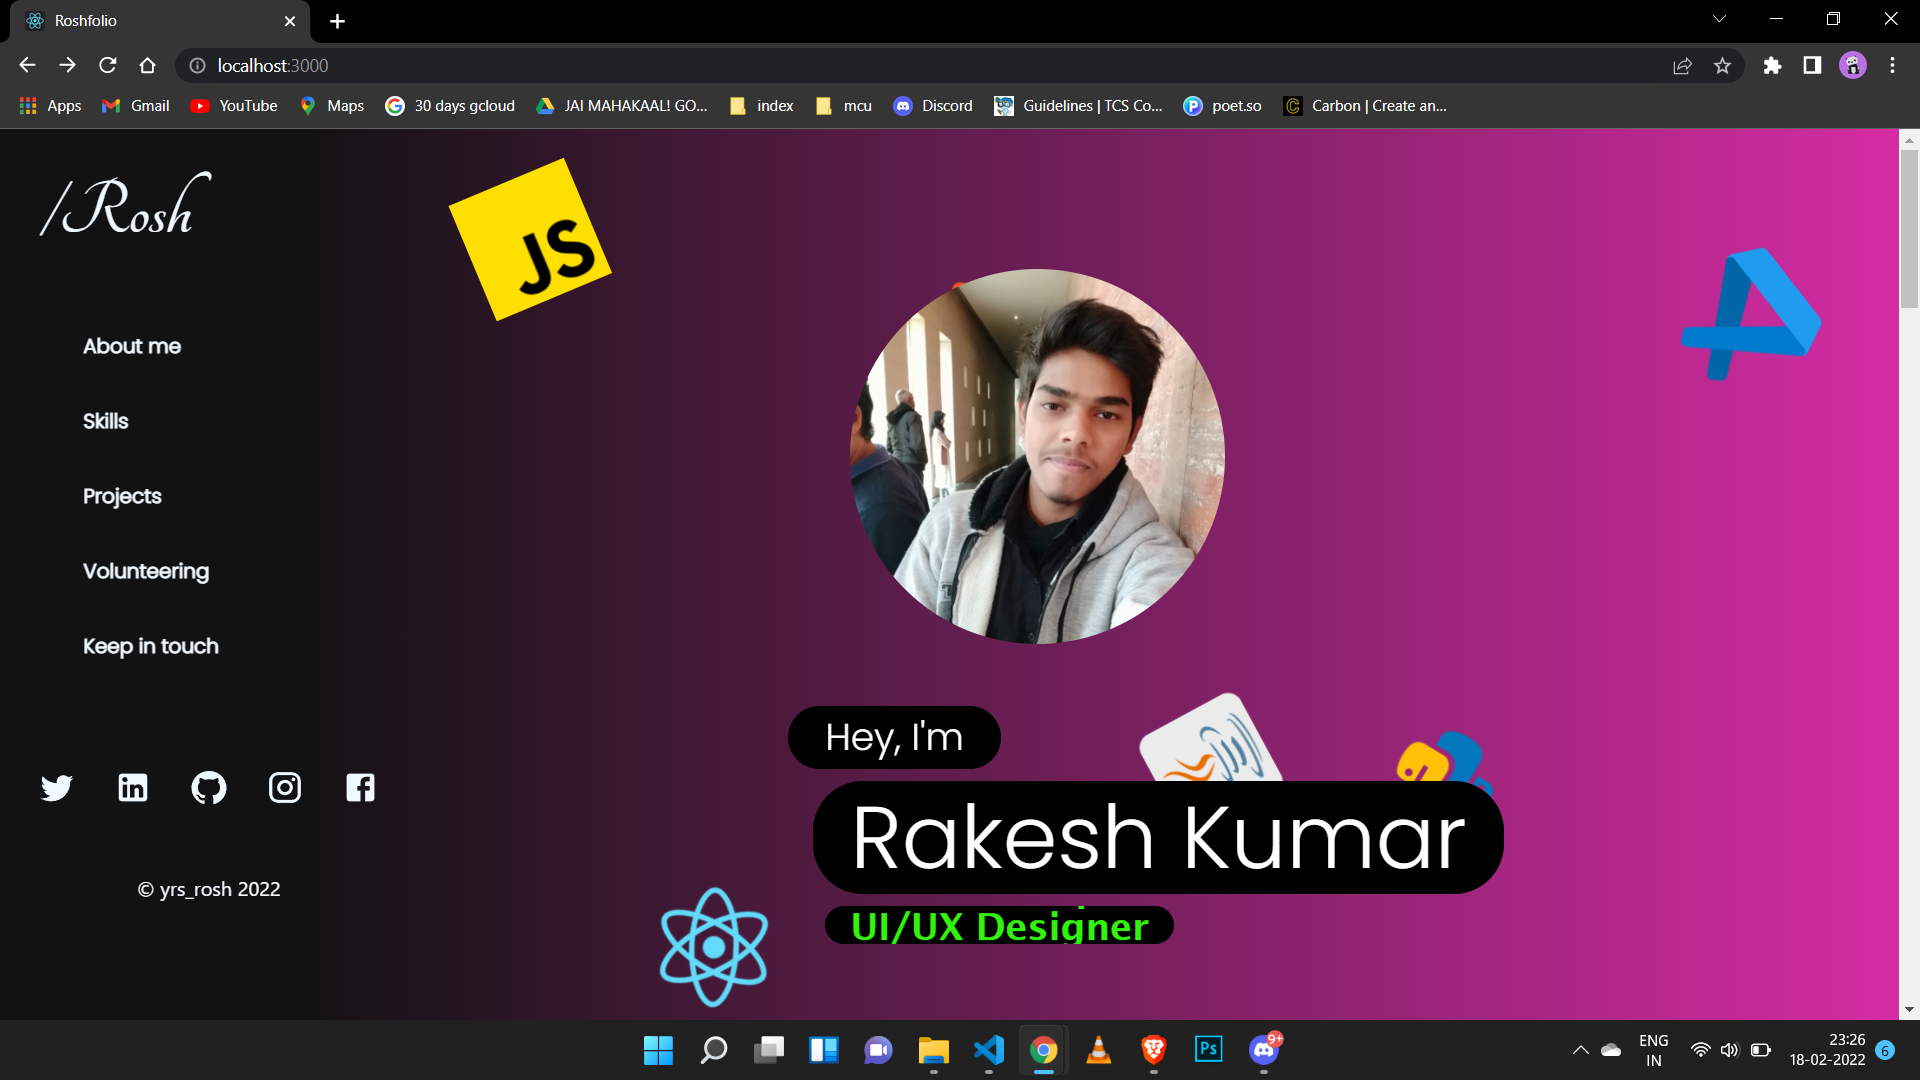 Roshfolio
localhost:3000
Apps Gmail YouTube Maps 30 days gcloud JAI MAHAKAAL! GO... index mcu Discord Guidelines | TCS Co... poet.so Carbon | Create an...
/Rosh
JS
About me
Skills
Projects
Volunteering
Keep in touch
Hey, I'm
Rakesh Kumar
UI/UX Designer
© yrs_rosh 2022
Ps
9+
ENG
IN
23:26
18-02-2022
6